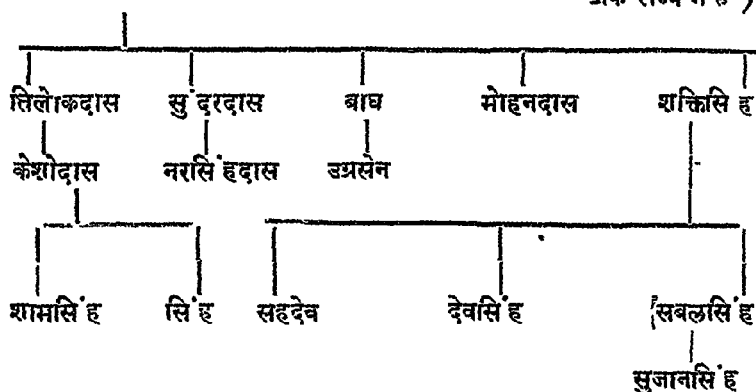 तिलोकदास सुंदरदास बाघ मोहनदास शक्तिसिंह
केशोदास नरसिंहदास उग्रसेन
शामसिंह सिंह सहदेव देवसिंह सबलसिंह
सुजानसिंह